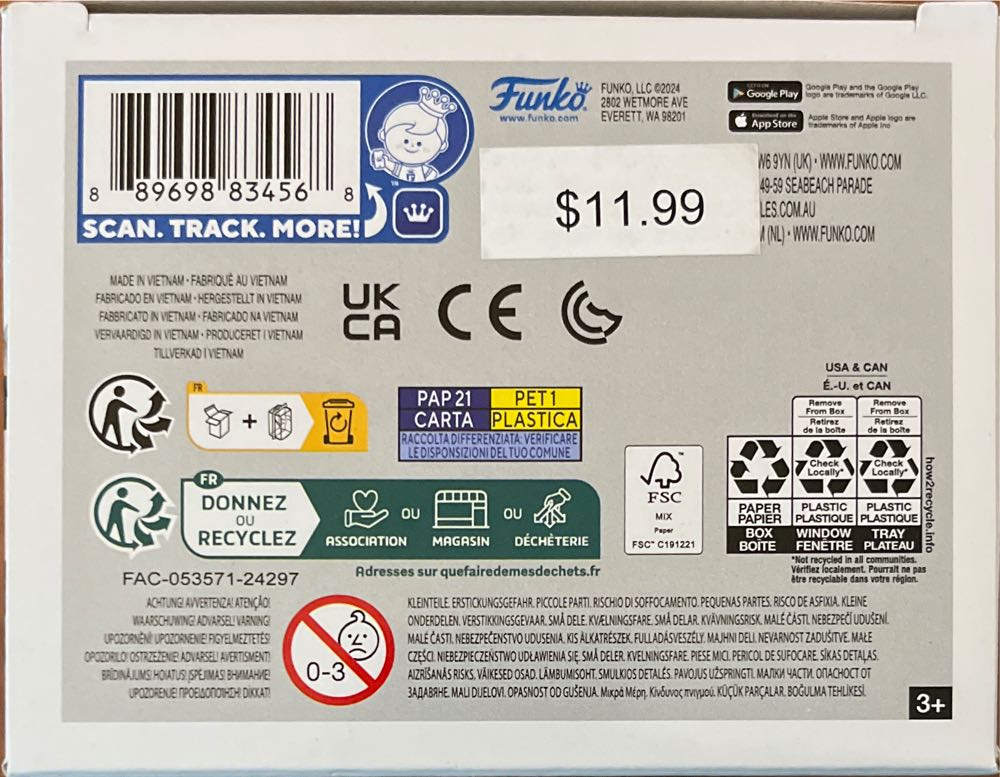 8 89698 83456 8
SCAN. TRACK. MORE!
™
Funko®
www.funko.com
FUNKO, LLC ©2024
2802 WETMORE AVE
EVERETT, WA 98201
GET IT ON
Google Play
Google Play and the Google Play
logo are trademarks of Google LLC.
Download on the
App Store
Apple Store and Apple logo are
trademarks of Apple Inc
$11.99
W6 9YN (UK) • WWW.FUNKO.COM
49-59 SEABEACH PARADE
LES.COM.AU
(NL) • WWW.FUNKO.COM
MADE IN VIETNAM • FABRIQUÉ AU VIETNAM
FABRICADO EN VIETNAM • HERGESTELLT IN VIETNAM
FABBRICATO IN VIETNAM • FABRICADO NA VIETNAM
VERVAARDIGD IN VIETNAM • PRODUCERET I VIETNAM
TILLVERKAD I VIETNAM
UK
CA
CE
FR
+
PAP 21 PET 1
CARTA PLASTICA
RACCOLTA DIFFERENZIATA: VERIFICARE
LE DISPOSIZIONI DEL TUO COMUNE
FR
DONNEZ
OU
RECYCLEZ
ASSOCIATION OU MAGASIN OU DÉCHÈTERIE
Adresses sur quefairedemesdechets.fr
™
FSC
MIX
Paper
FSC™ C191221
USA & CAN
É.-U. et CAN
Remove From Box Retirez de la boîte
Remove From Box Retirez de la boîte
Check Locally*
Check Locally*
PAPER PAPIER
PLASTIC PLASTIQUE
PLASTIC PLASTIQUE
BOX BOÎTE
WINDOW FENÊTRE
TRAY PLATEAU
how2recycle.info
*Not recycled in all communities.
Vérifiez localement. Pourrait ne pas
être recyclable dans votre région.
FAC-053571-24297
ACHTUNG! AVVERTENZA! ATENÇÃO!
WAARSCHUWING! ADVARSEL! VARNING!
UPOZORNĚNÍ! UPOZORNENIE! FIGYELMEZTETÉS!
OPOZORILO! OSTRZEŻENIE! ADVARSEL! AVERTISMENT!
BRĪDINĀJUMS! HOIATUS! ĮSPĖJIMAS! ВНИМАНИЕ!
UPOZORENJE! ΠΡΟΕΙΔΟΠΟΙΗΣΗ! DİKKAT!
0-3
KLEINTEILE. ERSTICKUNGSGEFAHR. PICCOLE PARTI. RISCHIO DI SOFFOCAMENTO. PEQUENAS PARTES. RISCO DE ASFIXIA. KLEINE
ONDERDELEN. VERSTIKKINGSGEVAAR. SMÅ DELE. KVÆLNINGSFARE. SMÅ DELAR. KVÄVNINGSRISK. MALÉ ČÁSTI. NEBEZPEČÍ UDUŠENÍ.
MALÉ ČASTI. NEBEZPEČENSTVO UDUSENIA. KIS ALKATRÉSZEK. FULLADÁSVESZÉLY. MAJHNI DELI. NEVARNOST ZADUŠITVE. MAŁE
CZĘŚCI. NIEBEZPIECZEŃSTWO UDŁAWIENIA SIĘ. SMÅ DELER. KVELNINGSFARE. PIESE MICI. PERICOL DE SUFOCARE. SĪKAS DETAĻAS.
AIZRĪŠANĀS RISKS. VÄIKESED OSAD. LÄMBUMISOHT. SMULKIOS DETALĖS. PAVOJUS UŽSPRINGTI. МАЛКИ ЧАСТИ. ОПАСНОСТ ОТ
ЗАДАВЯНЕ. MALI DIJELOVI. OPASNOST OD GUŠENJA. Μικρά Μέρη. Κίνδυνος πνιγμού. KÜÇÜK PARÇALAR. BOĞULMA TEHLİKESİ.
3+